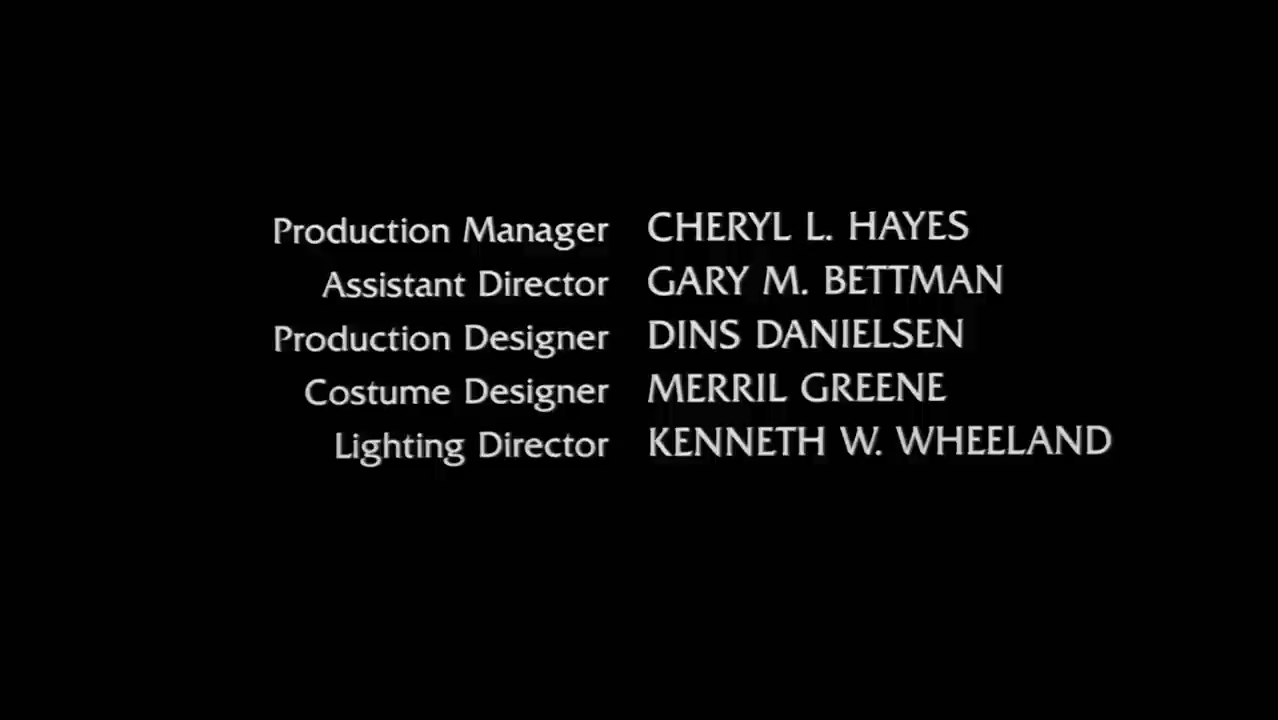 Production Manager CHERYL L. HAYES
Assistant Director GARY M. BETTMAN
Production Designer DINS DANIELSEN
Costume Designer MERRIL GREENE
Lighting Director KENNETH W. WHEELAND